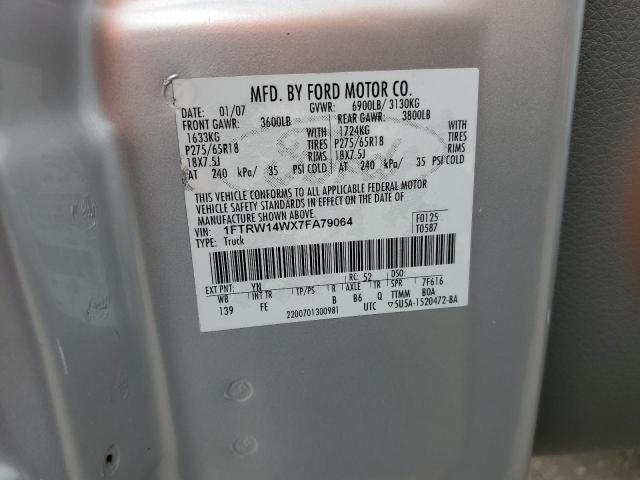 MFD. BY FORD MOTOR CO.
DATE: 01/07 GVWR: 6900LB/ 3130KG
FRONT GAWR: 3600LB REAR GAWR: 3800LB
1633KG WITH 1724KG WITH
P275/65R18 TIRES P275/65R18 TIRES
18X7.5J RIMS 18X7.5J RIMS
AT 240 kPa/ 35 PSI COLD AT 240 kPa/ 35 PSI COLD
THIS VEHICLE CONFORMS TO ALL APPLICABLE FEDERAL MOTOR
VEHICLE SAFETY STANDARDS IN EFFECT ON THE DATE OF
MANUFACTURE SHOWN ABOVE.
VIN: 1FTRW14WX7FA79064 F0125
TYPE: Truck T0587
EXT PNT: YN RC: 52 DSO:
WB INT TR TP/PS R AXLE TR SPR 7F616
139 FE B B6 Q TTMM BOA
2200701300981 UTC ▽5U5A-1520472-BA